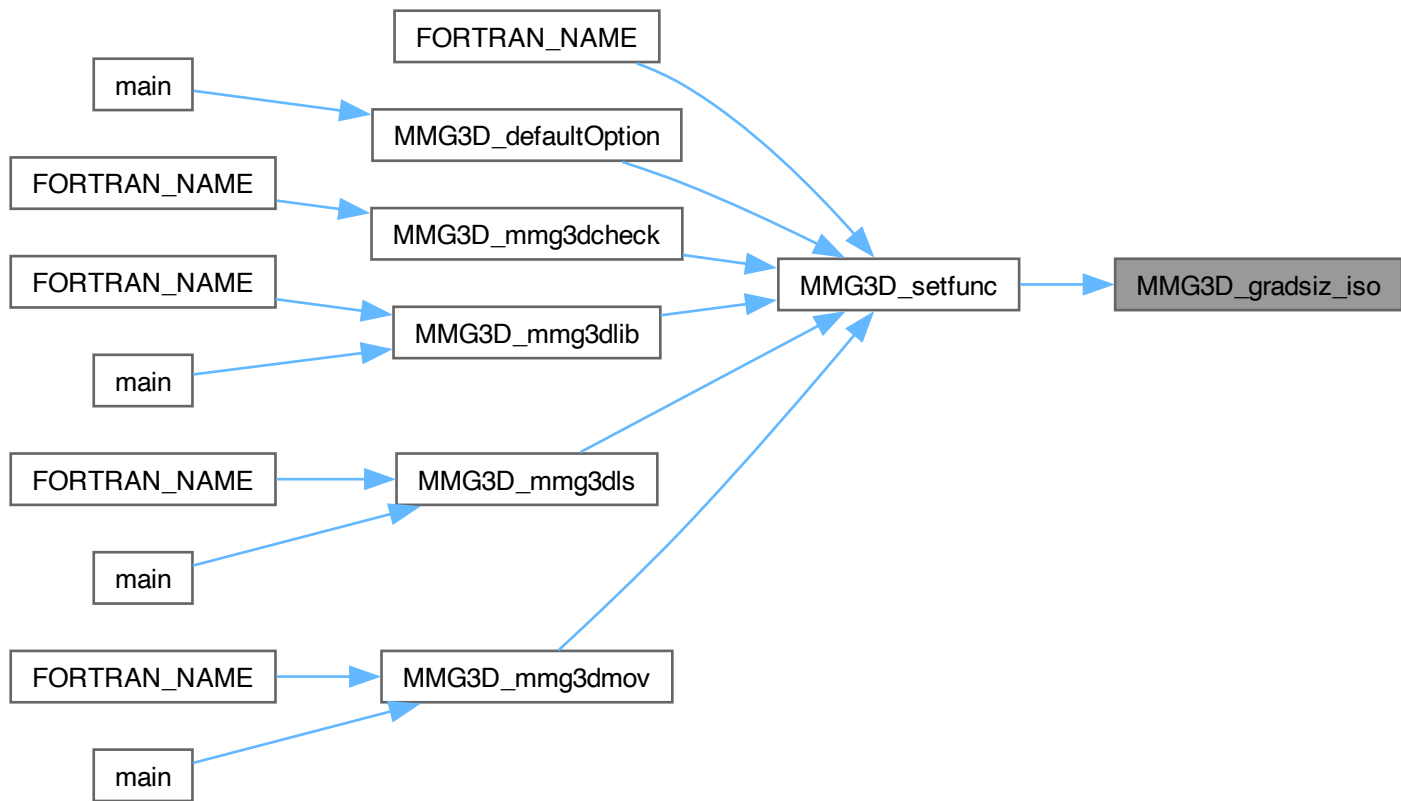 FORTRAN_NAME
main
MMG3D_defaultOption
FORTRAN_NAME
MMG3D_mmg3dcheck
FORTRAN_NAME
MMG3D_setfunc
MMG3D_gradsiz_iso
MMG3D_mmg3dlib
main
FORTRAN_NAME
MMG3D_mmg3dls
main
FORTRAN_NAME
MMG3D_mmg3dmov
main